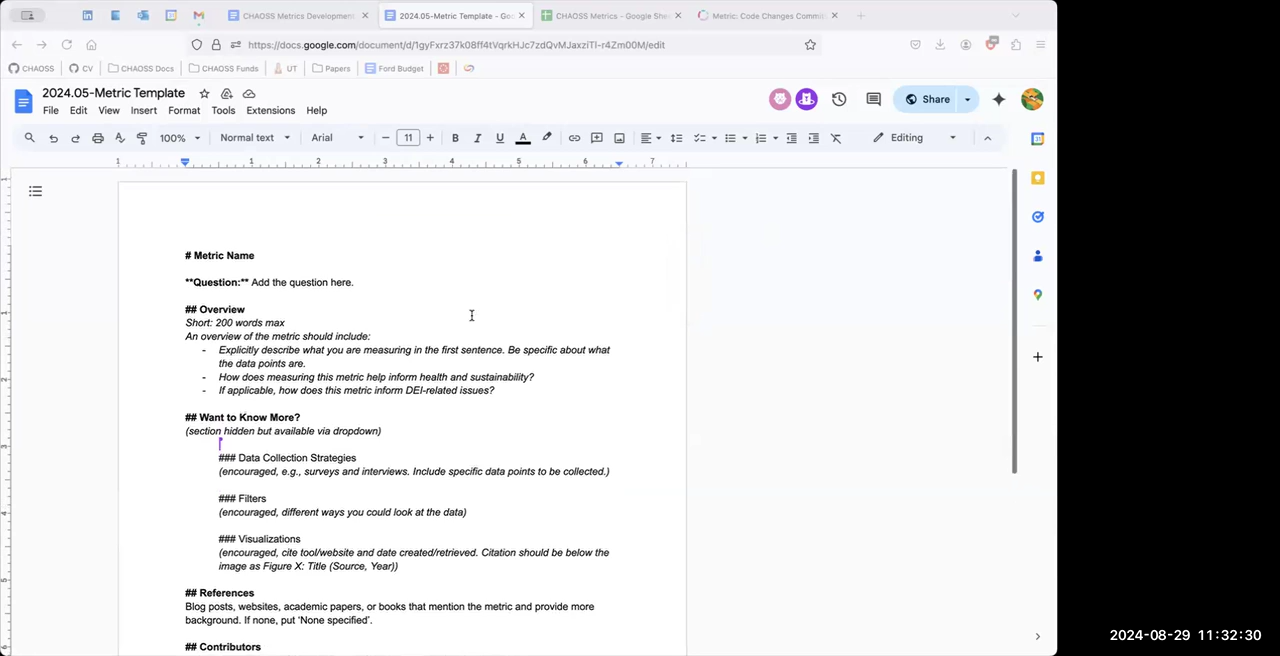 CHAOSS Metrics Development
2024.05-Metric Template - Goo
CHAOSS Metrics - Google She
Metric: Code Changes Commi
https://docs.google.com/document/d/1gyFxrz37k08ff4tVqrkHJc7zdQvMJaxziTl-r4Zm00M/edit
CHAOSS CV CHAOSS Docs CHAOSS Funds UT Papers Ford Budget
2024.05-Metric Template
File Edit View Insert Format Tools Extensions Help
Share
100% Normal text Arial 11 B I U A Editing
1 1 2 3 4 5 6 7
# Metric Name
**Question:** Add the question here.
## Overview
Short: 200 words max
An overview of the metric should include:
- Explicitly describe what you are measuring in the first sentence. Be specific about what
the data points are.
- How does measuring this metric help inform health and sustainability?
- If applicable, how does this metric inform DEI-related issues?
## Want to Know More?
(section hidden but available via dropdown)
### Data Collection Strategies
(encouraged, e.g., surveys and interviews. Include specific data points to be collected.)
### Filters
(encouraged, different ways you could look at the data)
### Visualizations
(encouraged, cite tool/website and date created/retrieved. Citation should be below the
image as Figure X: Title (Source, Year))
## References
Blog posts, websites, academic papers, or books that mention the metric and provide more
background. If none, put 'None specified'.
## Contributors
2024-08-29 11:32:30